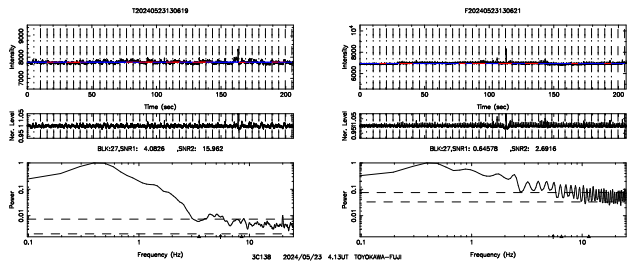 T20240523130619
F20240523130621
Intensity
7000 8000 9000
0 50 100 150 200
Time (sec)
Intensity
6000 8000 10⁴
0 50 100 150 200
Time (sec)
Nor. Level
0.95 1 1.05
Nor. Level
0.95 1 1.05
BLK:27,SNR1: 4.0826 ,SNR2: 15.962
BLK:27,SNR1: 0.64578 ,SNR2: 2.6916
Power
0.01 0.1 1
0.1 1 10
Frequency (Hz)
Power
0.01 0.1 1
0.1 1 10
Frequency (Hz)
3C138 2024/05/23 4.13UT TOYOKAWA-FUJI